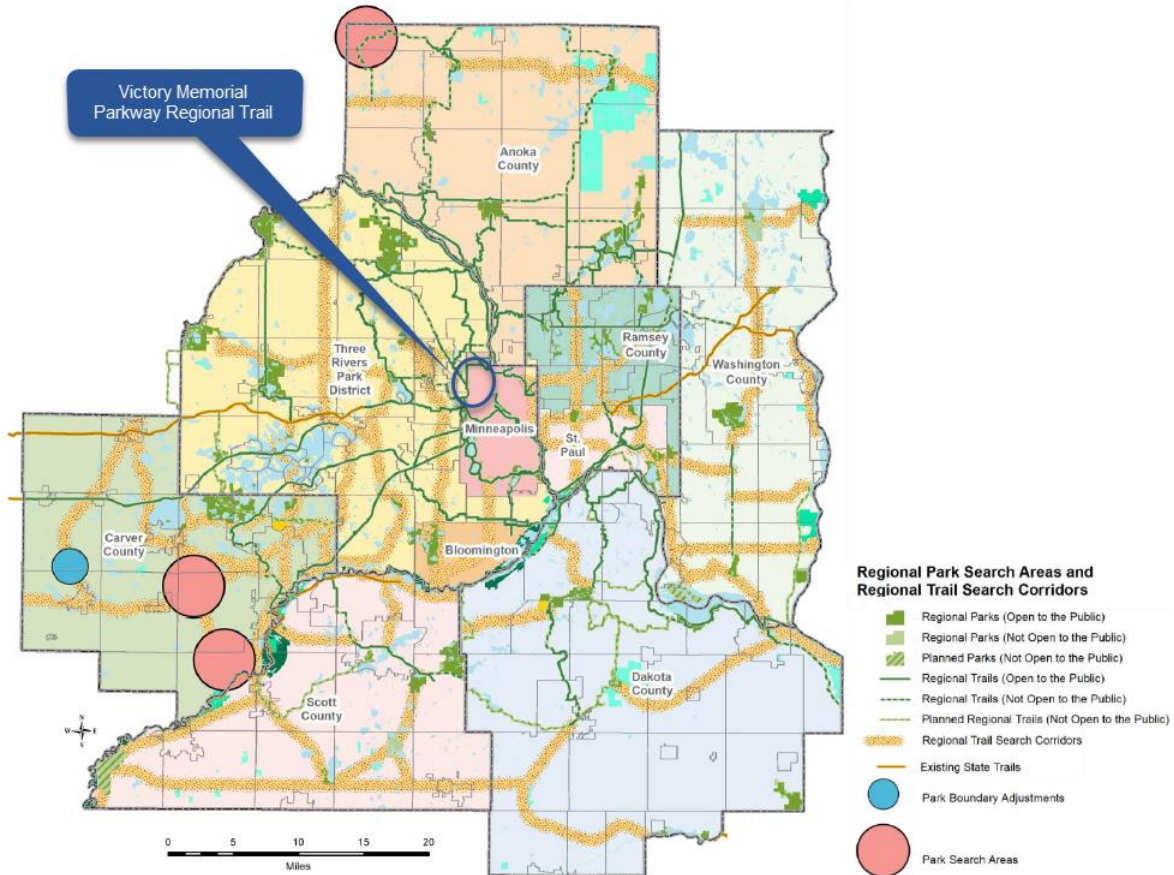 Victory Memorial
Parkway Regional Trail
Anoka
County
Three
Rivers
Park
District
Ramsey
County
Washington
County
Minneapolis
St.
Paul
Carver
County
Bloomington
Scott
County
Dakota
County
N
W E
S
0 5 10 15 20
Miles
Regional Park Search Areas and
Regional Trail Search Corridors
Regional Parks (Open to the Public)
Regional Parks (Not Open to the Public)
Planned Parks (Not Open to the Public)
Regional Trails (Open to the Public)
Regional Trails (Not Open to the Public)
Planned Regional Trails (Not Open to the Public)
Regional Trail Search Corridors
Existing State Trails
Park Boundary Adjustments
Park Search Areas